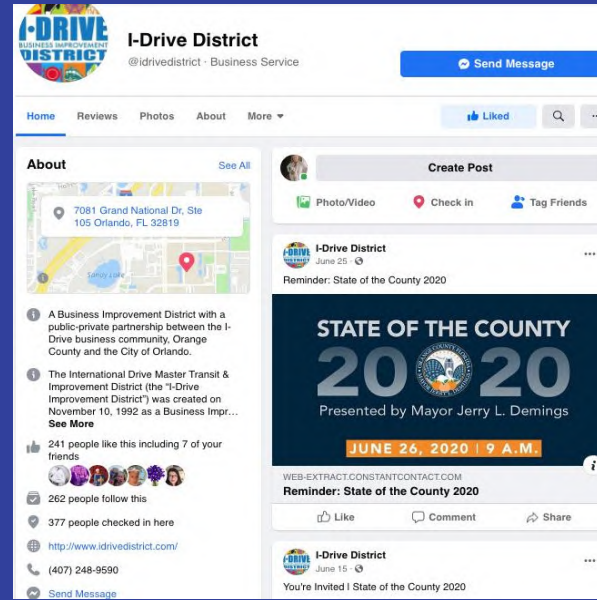 I-DRIVE
BUSINESS IMPROVEMENT
DISTRICT
I-Drive District
@idrivedistrict · Business Service
Send Message
Home
Reviews
Photos
About
More
Liked
About
See All
7081 Grand National Dr, Ste
105 Orlando, FL 32819
Sandy Lake
A Business Improvement District with a
public-private partnership between the I-
Drive business community, Orange
County and the City of Orlando.
The International Drive Master Transit &
Improvement District (the "I-Drive
Improvement District") was created on
November 10, 1992 as a Business Impr...
See More
241 people like this including 7 of your
friends
262 people follow this
377 people checked in here
http://www.idrivedistrict.com/
(407) 248-9590
Send Message
Create Post
Photo/Video
Check in
Tag Friends
I-DRIVE
DISTRICT
I-Drive District
June 25 ·
Reminder: State of the County 2020
STATE OF THE COUNTY
2020
Presented by Mayor Jerry L. Demings
JUNE 26, 2020 | 9 A.M.
WEB-EXTRACT.CONSTANTCONTACT.COM
Reminder: State of the County 2020
Like
Comment
Share
I-DRIVE
DISTRICT
I-Drive District
June 15 ·
You're Invited I State of the County 2020